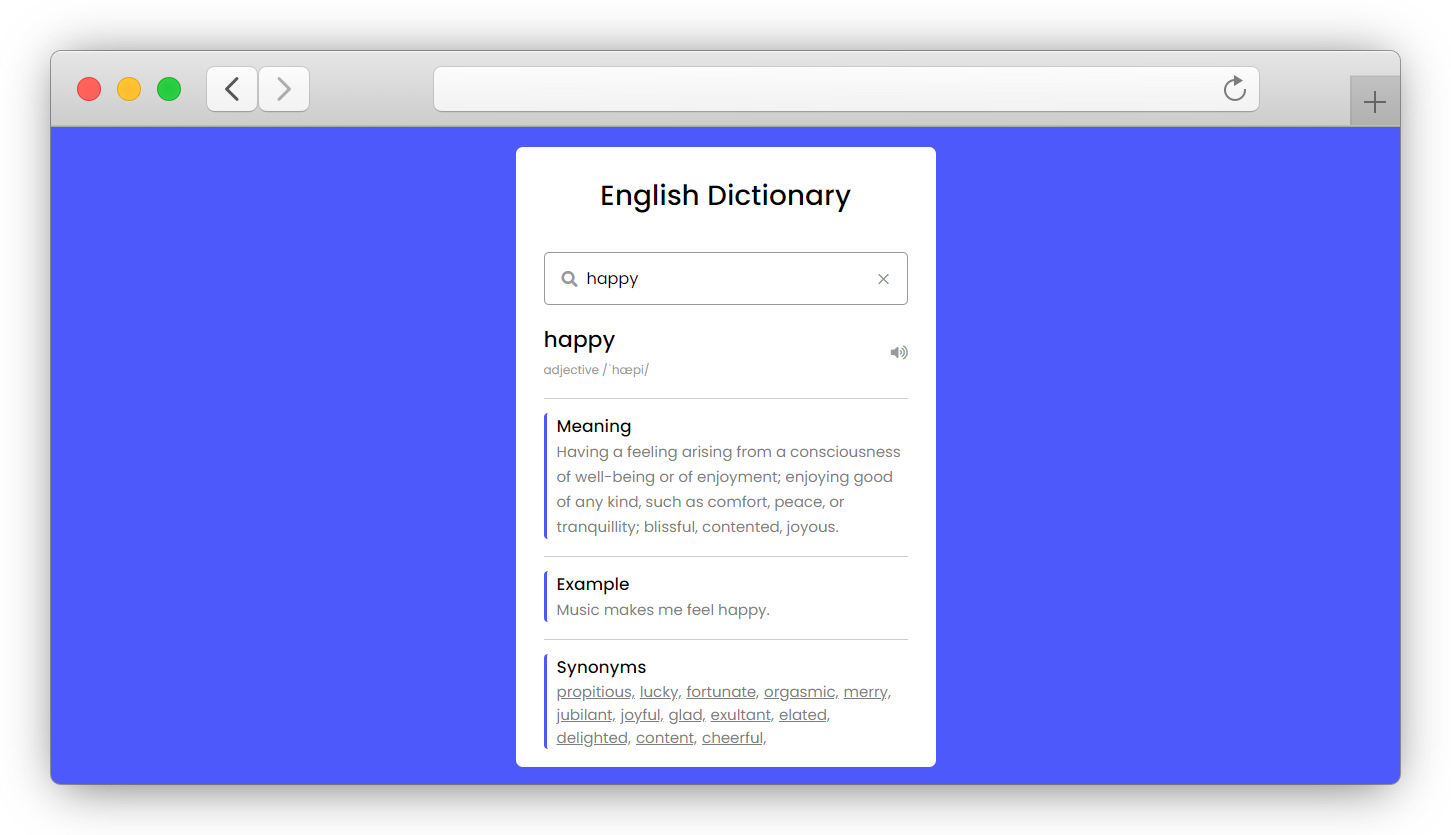 English Dictionary
happy
happy
adjective /ˈhæpi/
Meaning
Having a feeling arising from a consciousness
of well-being or of enjoyment; enjoying good
of any kind, such as comfort, peace, or
tranquillity; blissful, contented, joyous.
Example
Music makes me feel happy.
Synonyms
propitious, lucky, fortunate, orgasmic, merry,
jubilant, joyful, glad, exultant, elated,
delighted, content, cheerful,